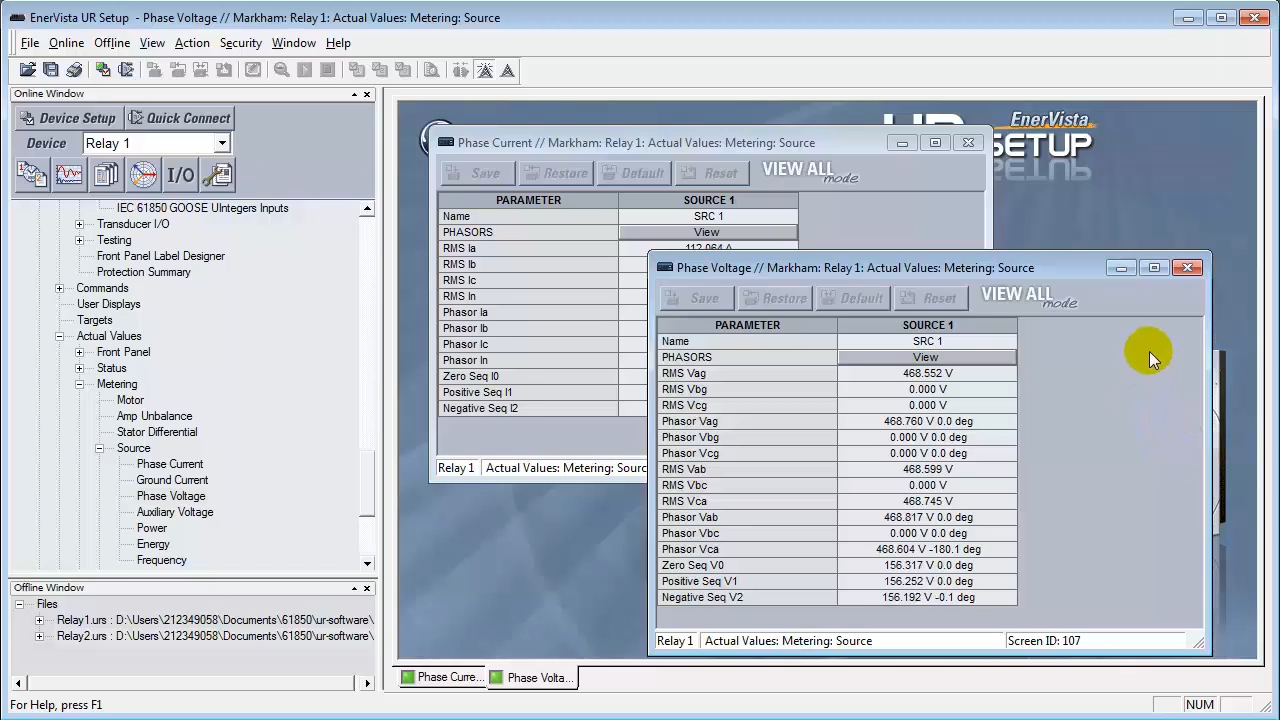 EnerVista UR Setup - Phase Voltage // Markham: Relay 1: Actual Values: Metering: Source
File Online Offline View Action Security Window Help
Online Window
Device Setup Quick Connect
Device Relay 1
I/O
IEC 61850 GOOSE UIntegers Inputs
Transducer I/O
Testing
Front Panel Label Designer
Protection Summary
Commands
User Displays
Targets
Actual Values
Front Panel
Status
Metering
Motor
Amp Unbalance
Stator Differential
Source
Phase Current
Ground Current
Phase Voltage
Auxiliary Voltage
Power
Energy
Frequency
Offline Window
Files
Relay1.urs : D:\Users\212349058\Documents\61850\ur-software\
Relay2.urs : D:\Users\212349058\Documents\61850\ur-software\
EnerVista
SETUP
Phase Current // Markham: Relay 1: Actual Values: Metering: Source
Save Restore Default Reset VIEW ALL mode
PARAMETER SOURCE 1
Name SRC 1
PHASORS View
RMS Ia
RMS Ib
RMS Ic
RMS In
Phasor Ia
Phasor Ib
Phasor Ic
Phasor In
Zero Seq I0
Positive Seq I1
Negative Seq I2
Relay 1 Actual Values: Metering: Sourc
Phase Voltage // Markham: Relay 1: Actual Values: Metering: Source
Save Restore Default Reset VIEW ALL mode
PARAMETER SOURCE 1
Name SRC 1
PHASORS View
RMS Vag 468.552 V
RMS Vbg 0.000 V
RMS Vcg 0.000 V
Phasor Vag 468.760 V 0.0 deg
Phasor Vbg 0.000 V 0.0 deg
Phasor Vcg 0.000 V 0.0 deg
RMS Vab 468.599 V
RMS Vbc 0.000 V
RMS Vca 468.745 V
Phasor Vab 468.817 V 0.0 deg
Phasor Vbc 0.000 V 0.0 deg
Phasor Vca 468.604 V -180.1 deg
Zero Seq V0 156.317 V 0.0 deg
Positive Seq V1 156.252 V 0.0 deg
Negative Seq V2 156.192 V -0.1 deg
Relay 1 Actual Values: Metering: Source Screen ID: 107
Phase Curre... Phase Volta...
For Help, press F1 NUM